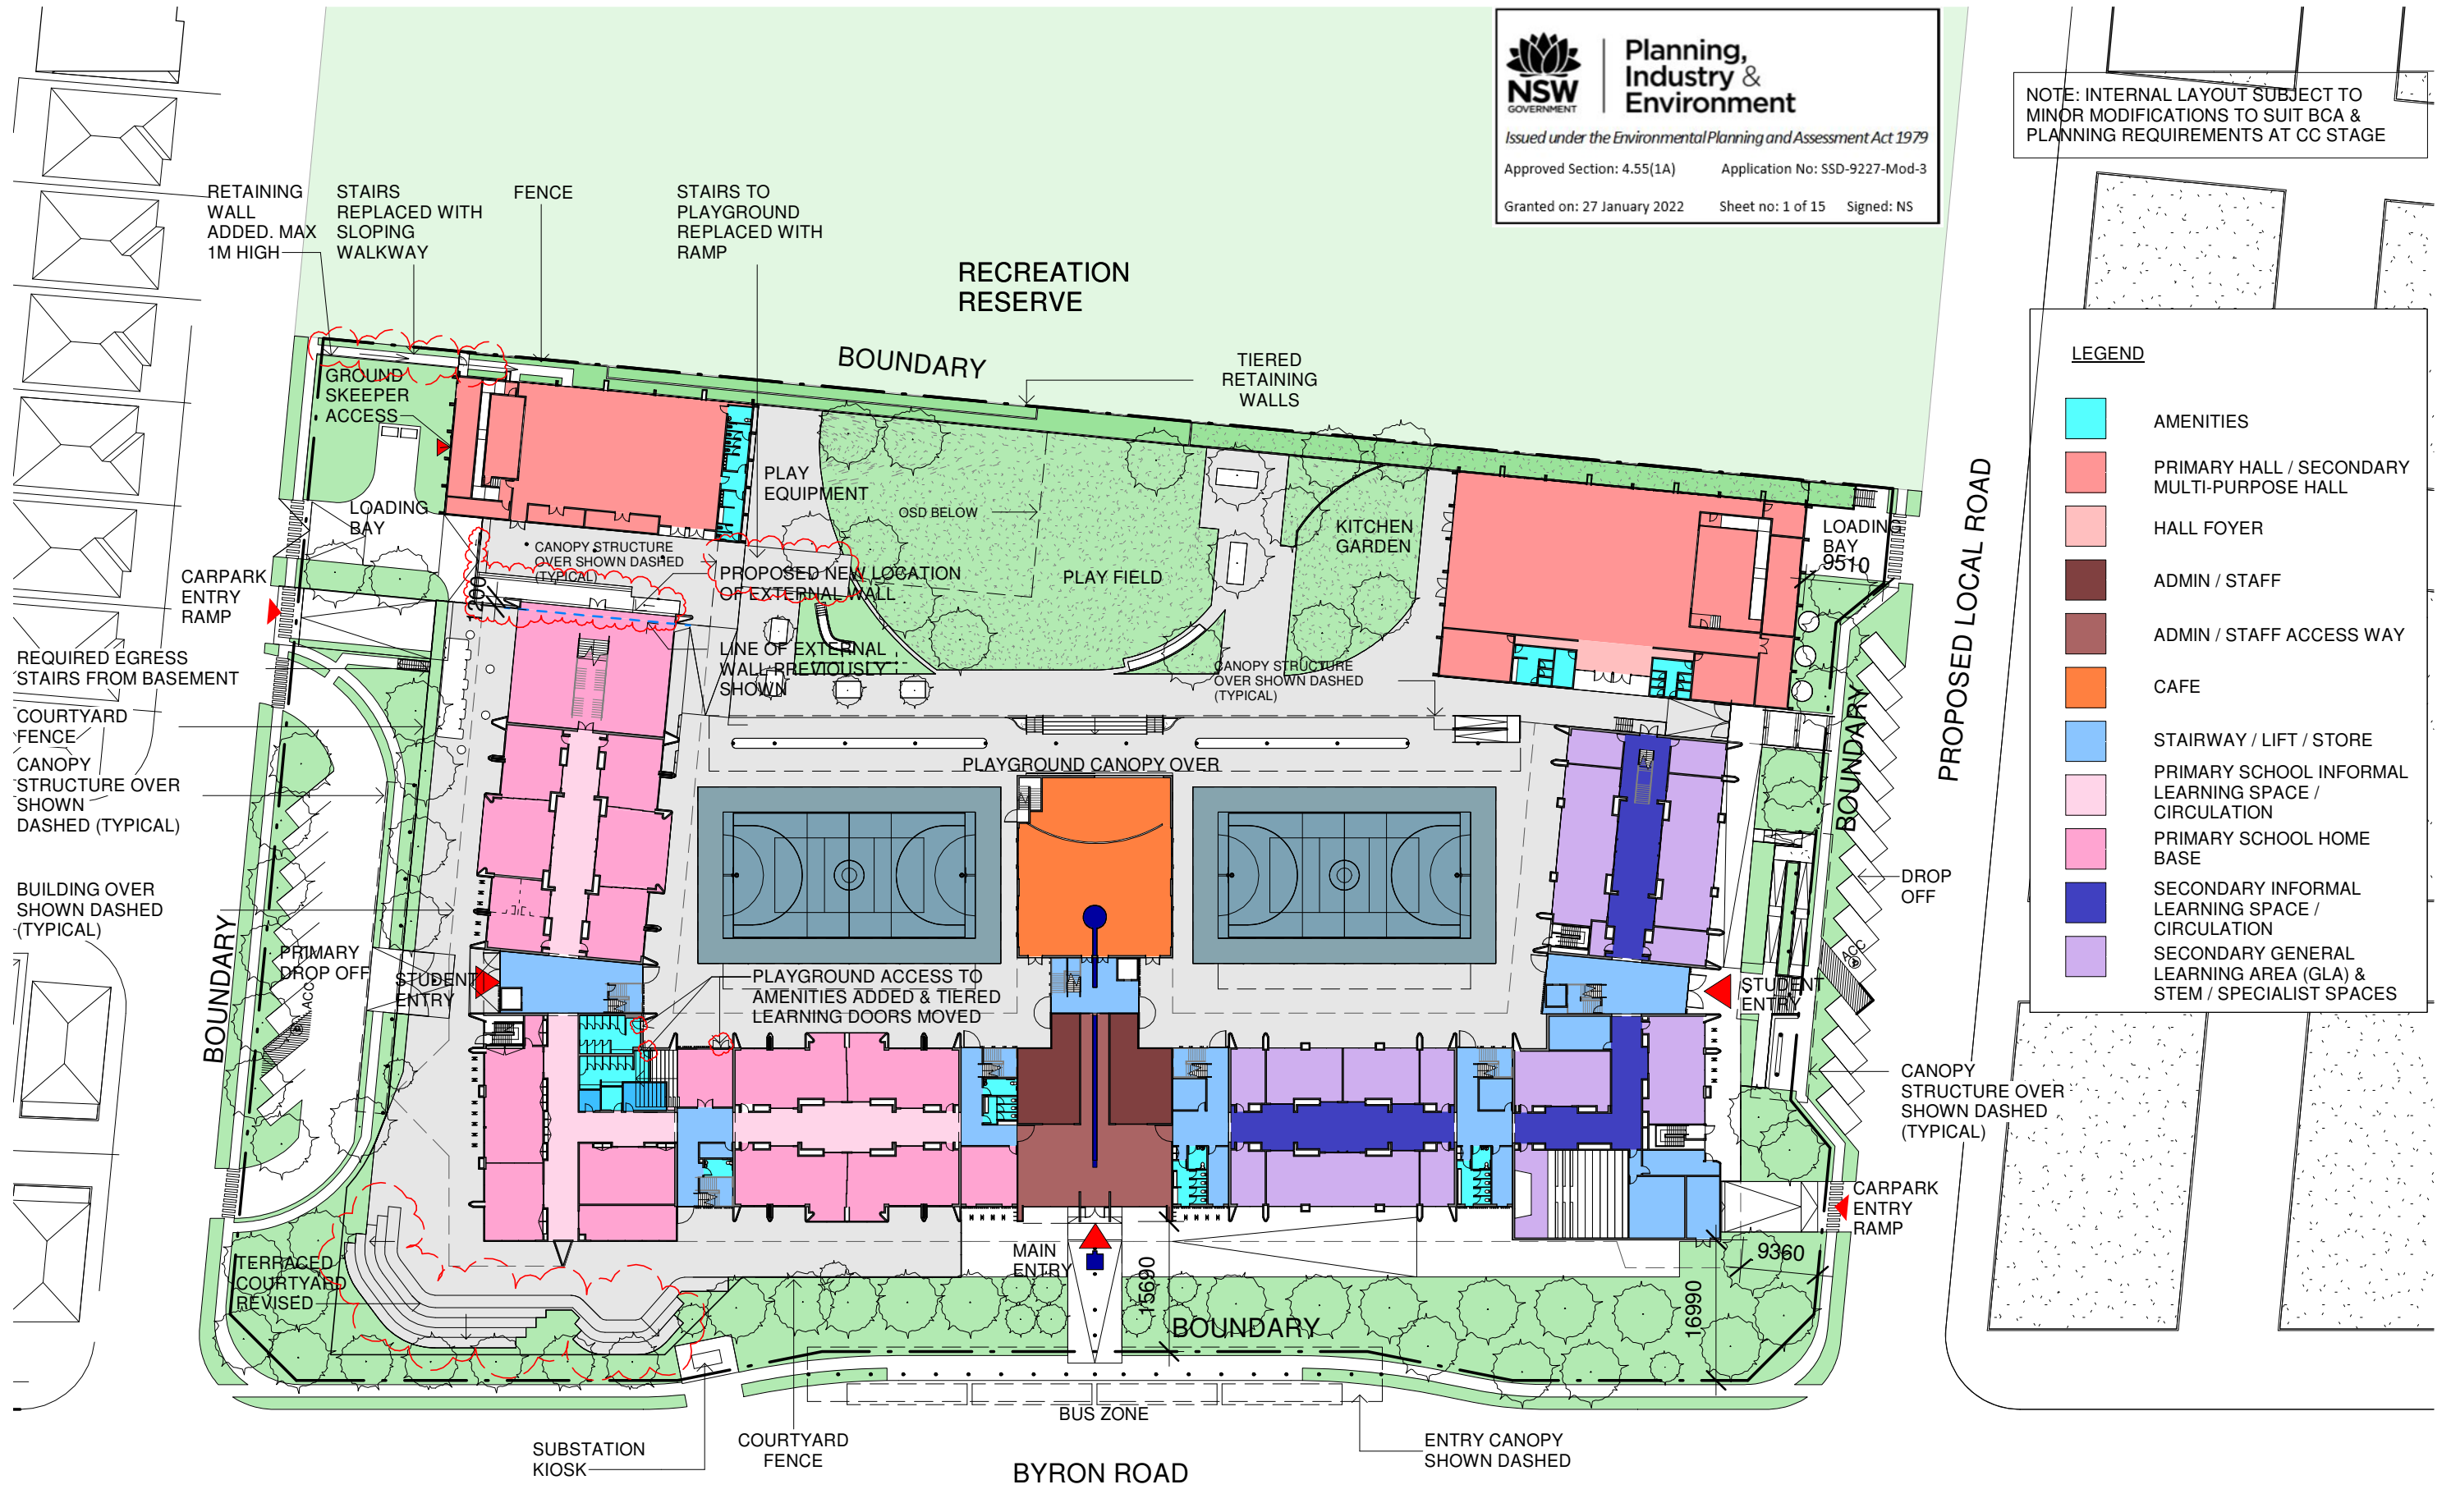 NSW
GOVERNMENT
Planning,
Industry &
Environment
Issued under the Environmental Planning and Assessment Act 1979
Approved Section: 4.55(1A) Application No: SSD-9227-Mod-3
Granted on: 27 January 2022 Sheet no: 1 of 15 Signed: NS
NOTE: INTERNAL LAYOUT SUBJECT TO
MINOR MODIFICATIONS TO SUIT BCA &
PLANNING REQUIREMENTS AT CC STAGE
RETAINING
WALL
ADDED. MAX
1M HIGH
STAIRS
REPLACED WITH
SLOPING
WALKWAY
FENCE
STAIRS TO
PLAYGROUND
REPLACED WITH
RAMP
RECREATION
RESERVE
BOUNDARY
TIERED
RETAINING
WALLS
GROUND
SKEEPER
ACCESS
LOADING
BAY
PLAY
EQUIPMENT
OSD BELOW
KITCHEN
GARDEN
PLAY FIELD
LOADING
BAY
9510
CANOPY STRUCTURE
OVER SHOWN DASHED
(TYPICAL)
1200
PROPOSED NEW LOCATION
OF EXTERNAL WALL
LINE OF EXTERNAL
WALL PREVIOUSLY
SHOWN
CANOPY STRUCTURE
OVER SHOWN DASHED
(TYPICAL)
CARPARK
ENTRY
RAMP
REQUIRED EGRESS
STAIRS FROM BASEMENT
COURTYARD
FENCE
CANOPY
STRUCTURE OVER
SHOWN
DASHED (TYPICAL)
BUILDING OVER
SHOWN DASHED
(TYPICAL)
BOUNDARY
PRIMARY
DROP OFF
ACC
STUDENT
ENTRY
PLAYGROUND CANOPY OVER
PLAYGROUND ACCESS TO
AMENITIES ADDED & TIERED
LEARNING DOORS MOVED
BOUNDARY
PROPOSED LOCAL ROAD
DROP
OFF
ACC
STUDENT
ENTRY
CANOPY
STRUCTURE OVER
SHOWN DASHED
(TYPICAL)
CARPARK
ENTRY
RAMP
9360
16990
15690
MAIN
ENTRY
TERRACED
COURTYARD
REVISED
BOUNDARY
BUS ZONE
SUBSTATION
KIOSK
COURTYARD
FENCE
ENTRY CANOPY
SHOWN DASHED
BYRON ROAD
LEGEND
AMENITIES
PRIMARY HALL / SECONDARY
MULTI-PURPOSE HALL
HALL FOYER
ADMIN / STAFF
ADMIN / STAFF ACCESS WAY
CAFE
STAIRWAY / LIFT / STORE
PRIMARY SCHOOL INFORMAL
LEARNING SPACE /
CIRCULATION
PRIMARY SCHOOL HOME
BASE
SECONDARY INFORMAL
LEARNING SPACE /
CIRCULATION
SECONDARY GENERAL
LEARNING AREA (GLA) &
STEM / SPECIALIST SPACES